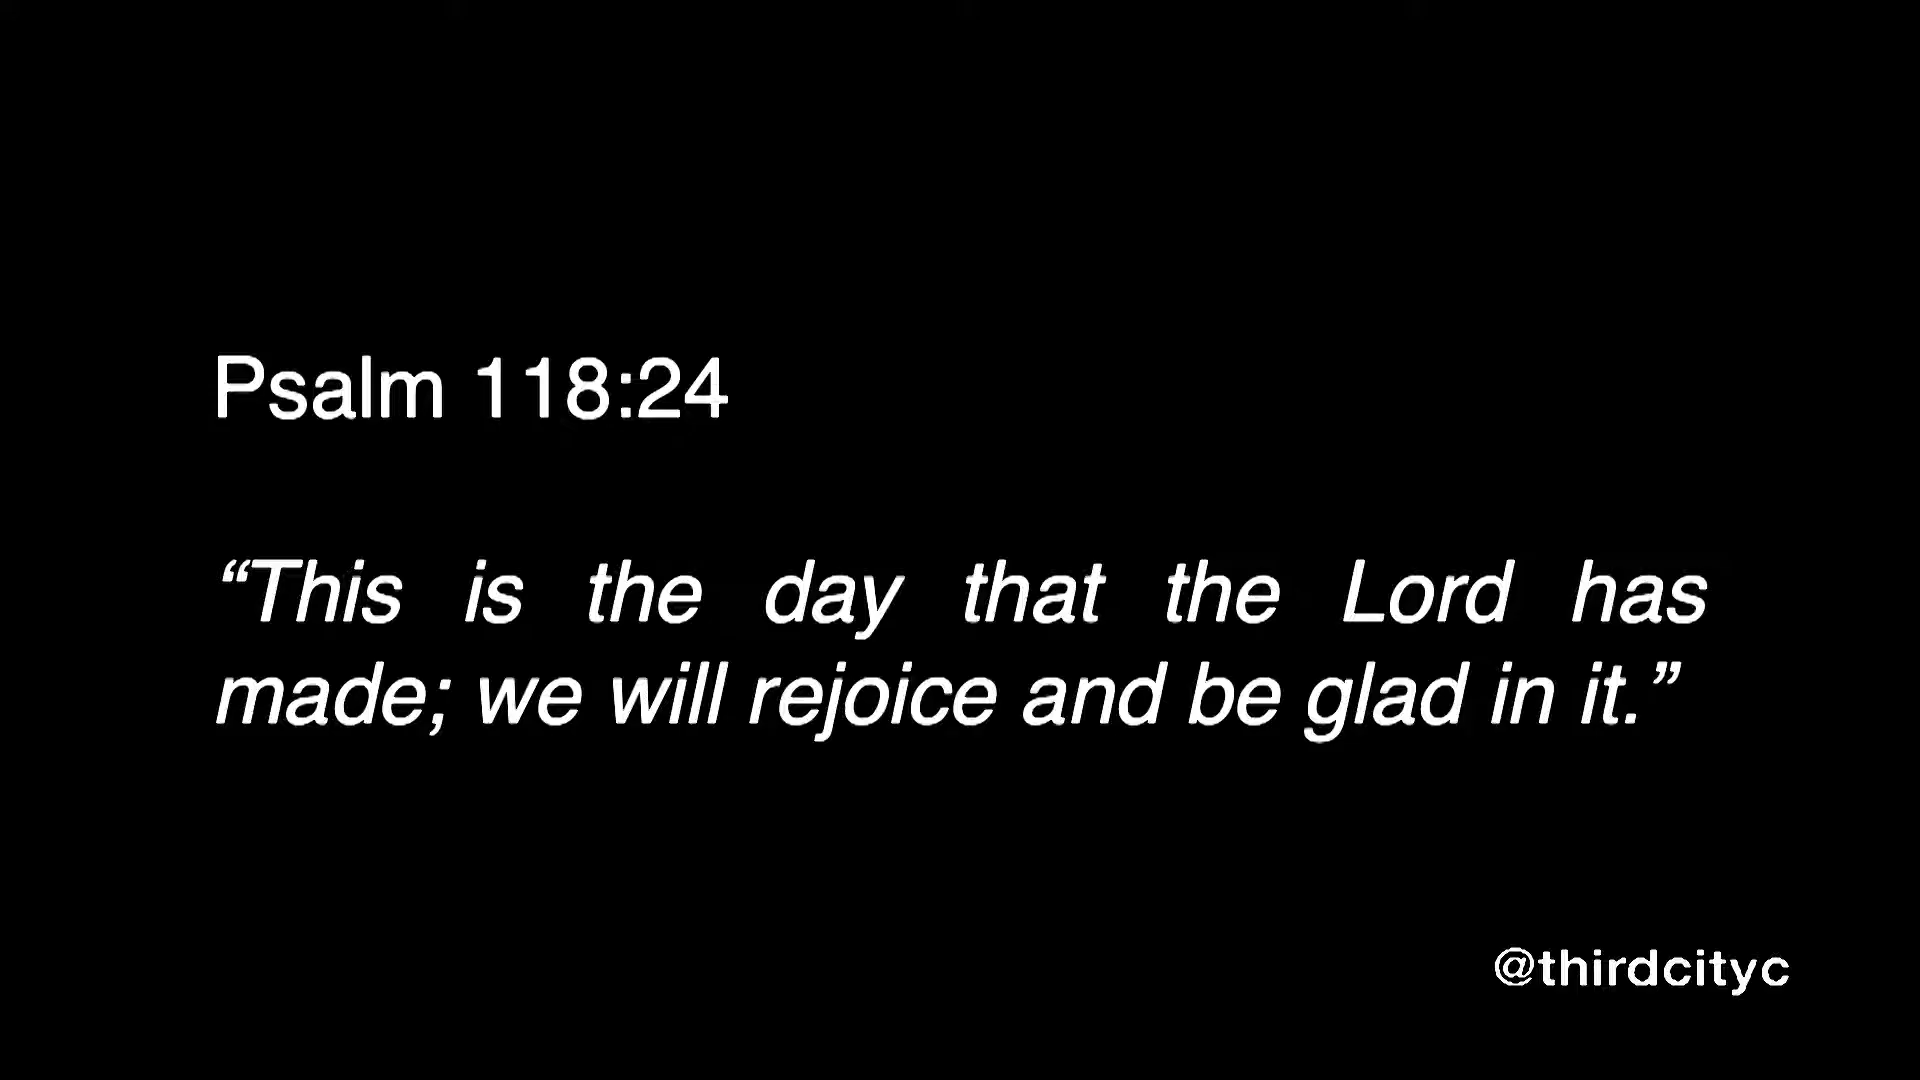 Psalm 118:24
“This is the day that the Lord has
made; we will rejoice and be glad in it.”
@thirdcityc